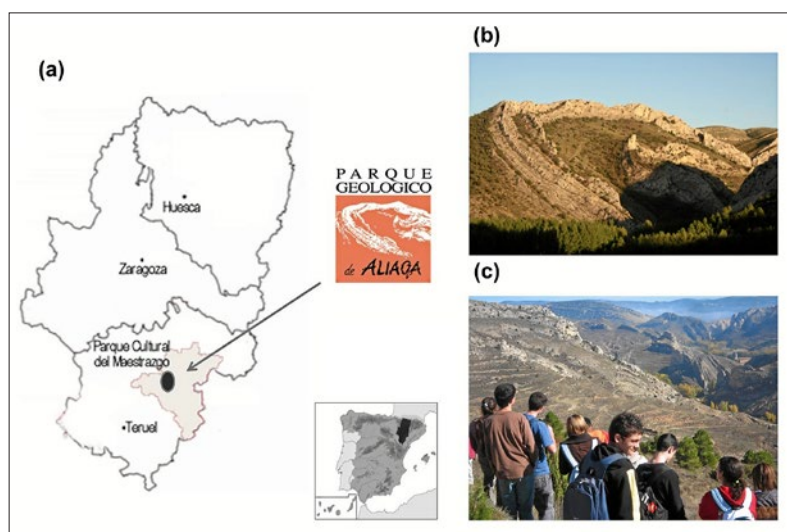 (a)
Huesca
Zaragoza
Parque Cultural
del Maestrazgo
Teruel
PARQUE
GEOLOGICO
de ALIAGA
(b)
(c)